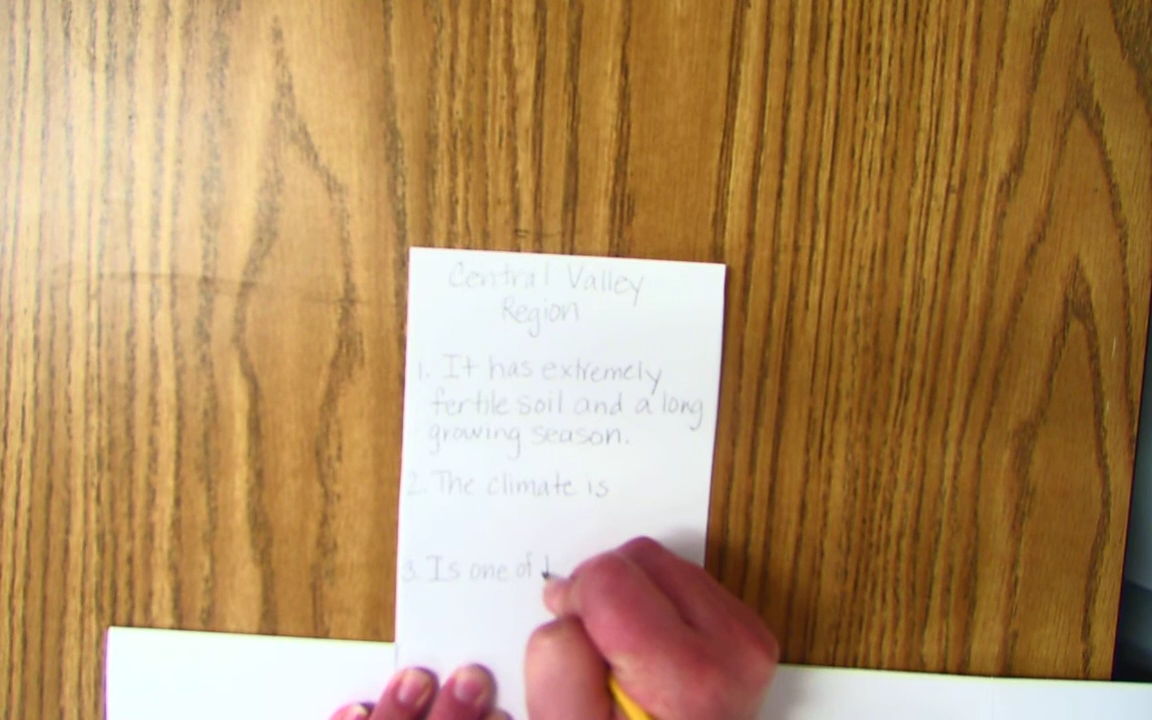 Central Valley
Region
1. It has extremely
fertile soil and a long
growing season.
2. The climate is
3. Is one of